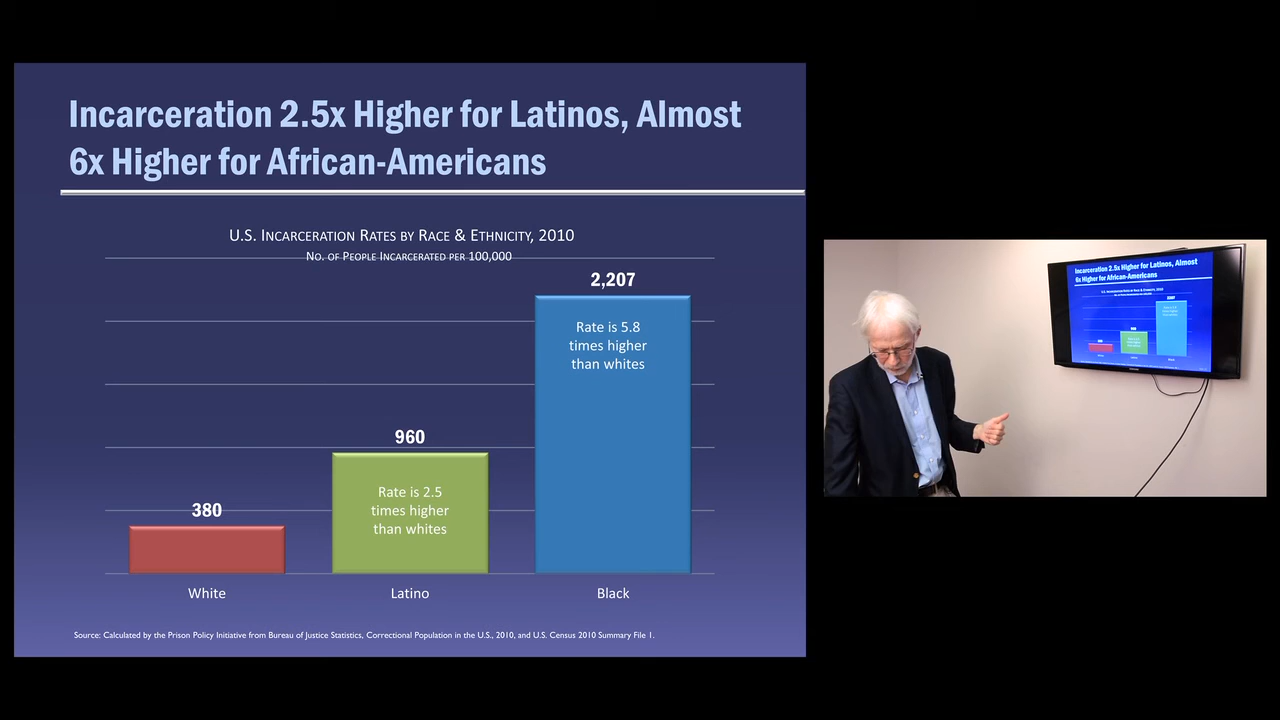 Incarceration 2.5x Higher for Latinos, Almost
6x Higher for African-Americans
U.S. Incarceration Rates by Race & Ethnicity, 2010
No. of People Incarcerated per 100,000
2,207
Rate is 5.8
times higher
than whites
960
Rate is 2.5
times higher
than whites
380
White
Latino
Black
Source: Calculated by the Prison Policy Initiative from Bureau of Justice Statistics, Correctional Population in the U.S., 2010, and U.S. Census 2010 Summary File 1.
Incarceration 2.5x Higher for Latinos, Almost
6x Higher for African-Americans